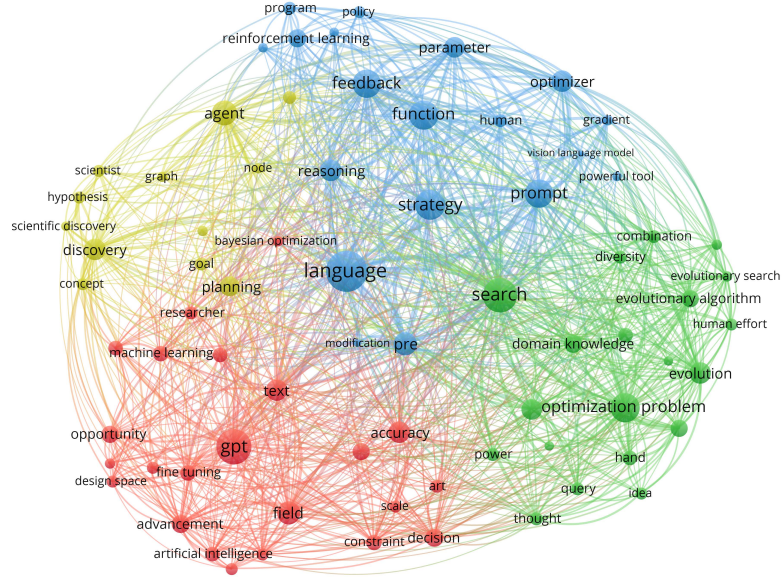 program
policy
reinforcement learning
parameter
feedback
optimizer
agent
function
human
gradient
vision language model
scientist
graph
node
reasoning
powerful tool
hypothesis
strategy
prompt
scientific discovery
bayesian optimization
combination
discovery
goal
diversity
concept
planning
language
search
evolutionary search
evolutionary algorithm
researcher
human effort
machine learning
modification
pre
domain knowledge
evolution
text
optimization problem
opportunity
gpt
accuracy
power
hand
design space
fine tuning
art
query
idea
advancement
field
scale
thought
artificial intelligence
constraint
decision